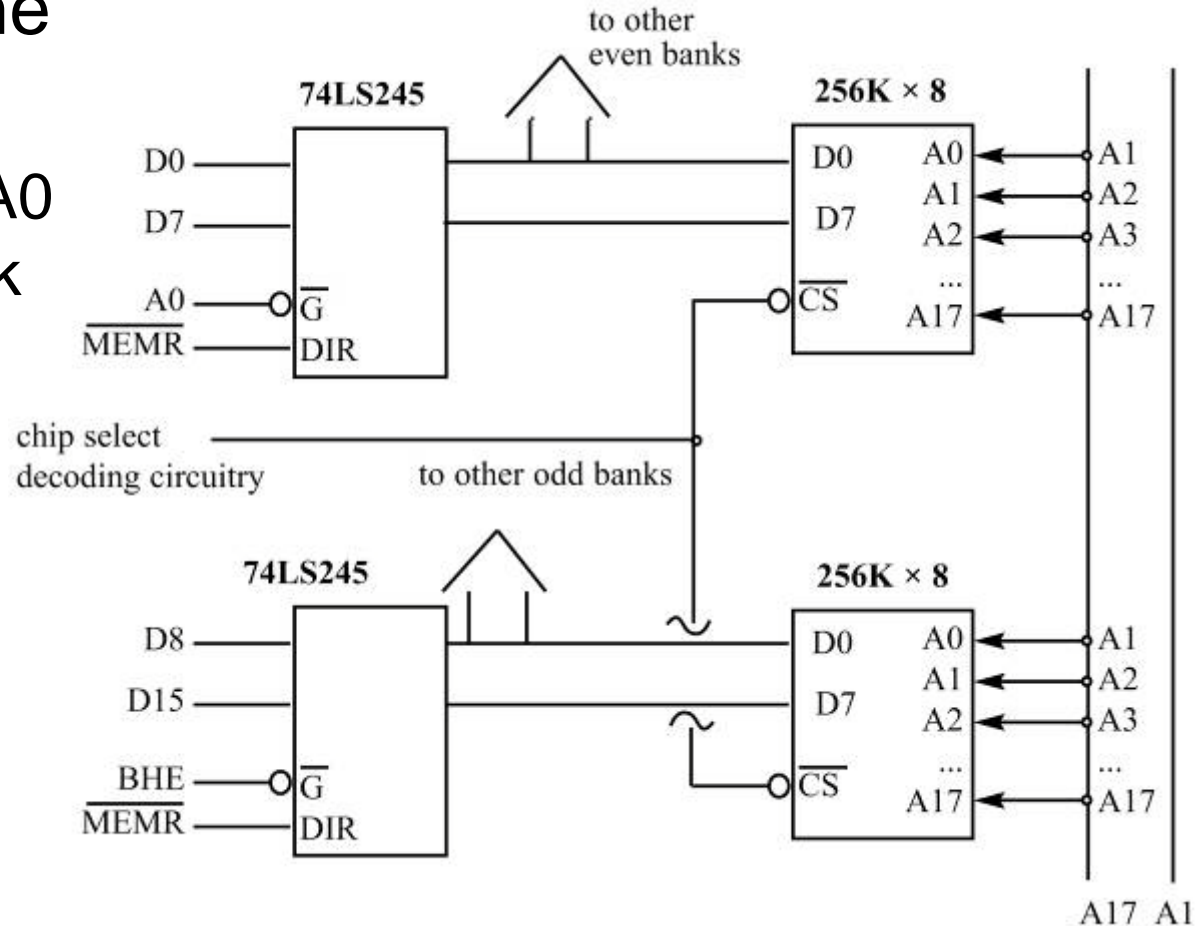 ne
A0
k
to other
even banks
74LS245
256K × 8
D0
D7
A0
G
MEMR
DIR
D0
D7
CS
A0
A1
A2
...
A17
A1
A2
A3
...
A17
chip select
decoding circuitry
to other odd banks
74LS245
256K × 8
D8
D15
BHE
G
MEMR
DIR
D0
D7
CS
A0
A1
A2
...
A17
A1
A2
A3
...
A17
A17 A1